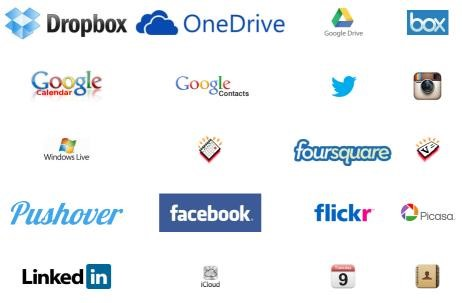 Dropbox
OneDrive
Google Drive
box
Google
Calendar
Google
Contacts
Windows Live
foursquare
Pushover
facebook
flickr
Picasa
Linked in
iCloud
Tuesday
9